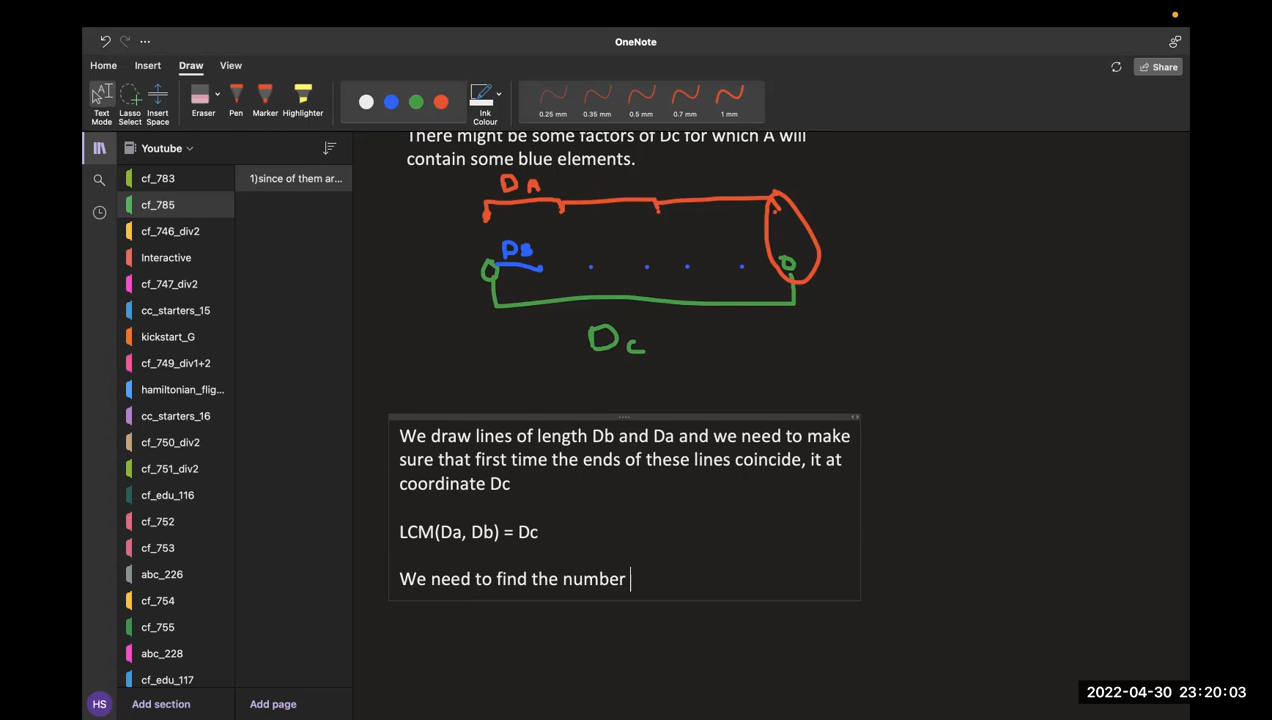 OneNote
Home Insert Draw View
Share
Text Mode
Lasso Select
Insert Space
Eraser
Pen
Marker
Highlighter
Ink Colour
0.25 mm
0.35 mm
0.5 mm
0.7 mm
1 mm
Youtube
cf_783
cf_785
cf_746_div2
Interactive
cf_747_div2
cc_starters_15
kickstart_G
cf_749_div1+2
hamiltonian_flig...
cc_starters_16
cf_750_div2
cf_751_div2
cf_edu_116
cf_752
cf_753
abc_226
cf_754
cf_755
abc_228
cf_edu_117
HS
Add section
1)since of them ar...
Add page
There might be some factors of Dc for which A will
contain some blue elements.
DA
DB
Dc
We draw lines of length Db and Da and we need to make
sure that first time the ends of these lines coincide, it at
coordinate Dc
LCM(Da, Db) = Dc
We need to find the number
2022-04-30 23:20:03